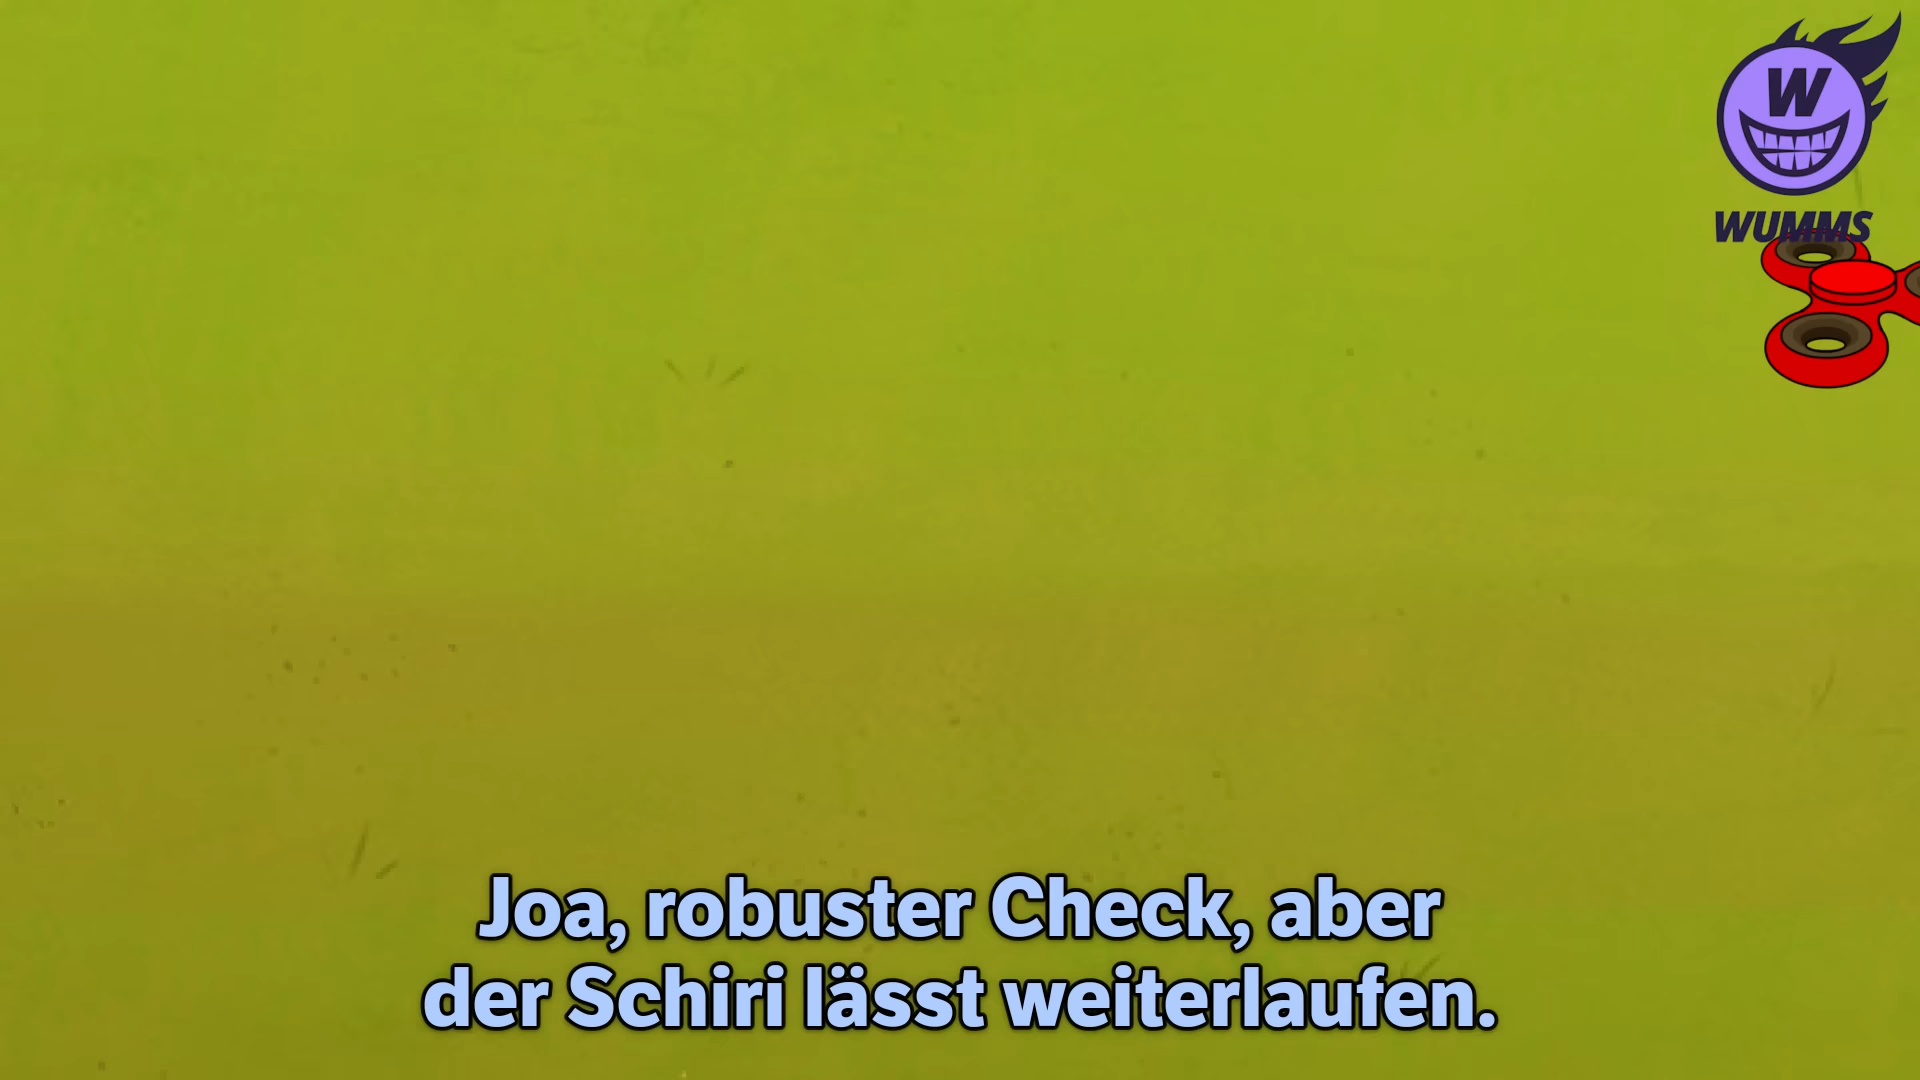 W
WUMMS
Joa, robuster Check, aber
der Schiri lässt weiterlaufen.